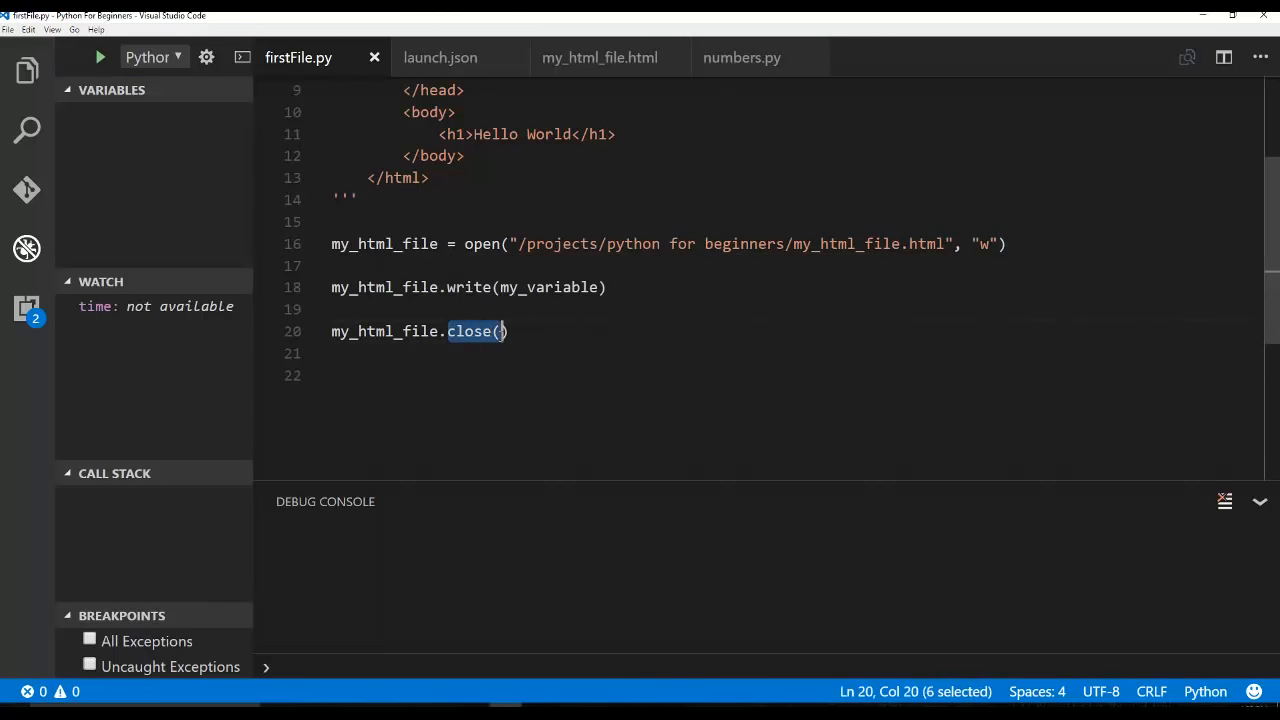 firstFile.py - Python For Beginners - Visual Studio Code
File Edit View Go Help
Python
firstFile.py
launch.json
my_html_file.html
numbers.py
VARIABLES
WATCH
time: not available
CALL STACK
BREAKPOINTS
All Exceptions
Uncaught Exceptions
2
9 </head>
10 <body>
11 <h1>Hello World</h1>
12 </body>
13 </html>
14 '''
15
16 my_html_file = open("/projects/python for beginners/my_html_file.html", "w")
17
18 my_html_file.write(my_variable)
19
20 my_html_file.close()
21
22
DEBUG CONSOLE
0 0
Ln 20, Col 20 (6 selected) Spaces: 4 UTF-8 CRLF Python